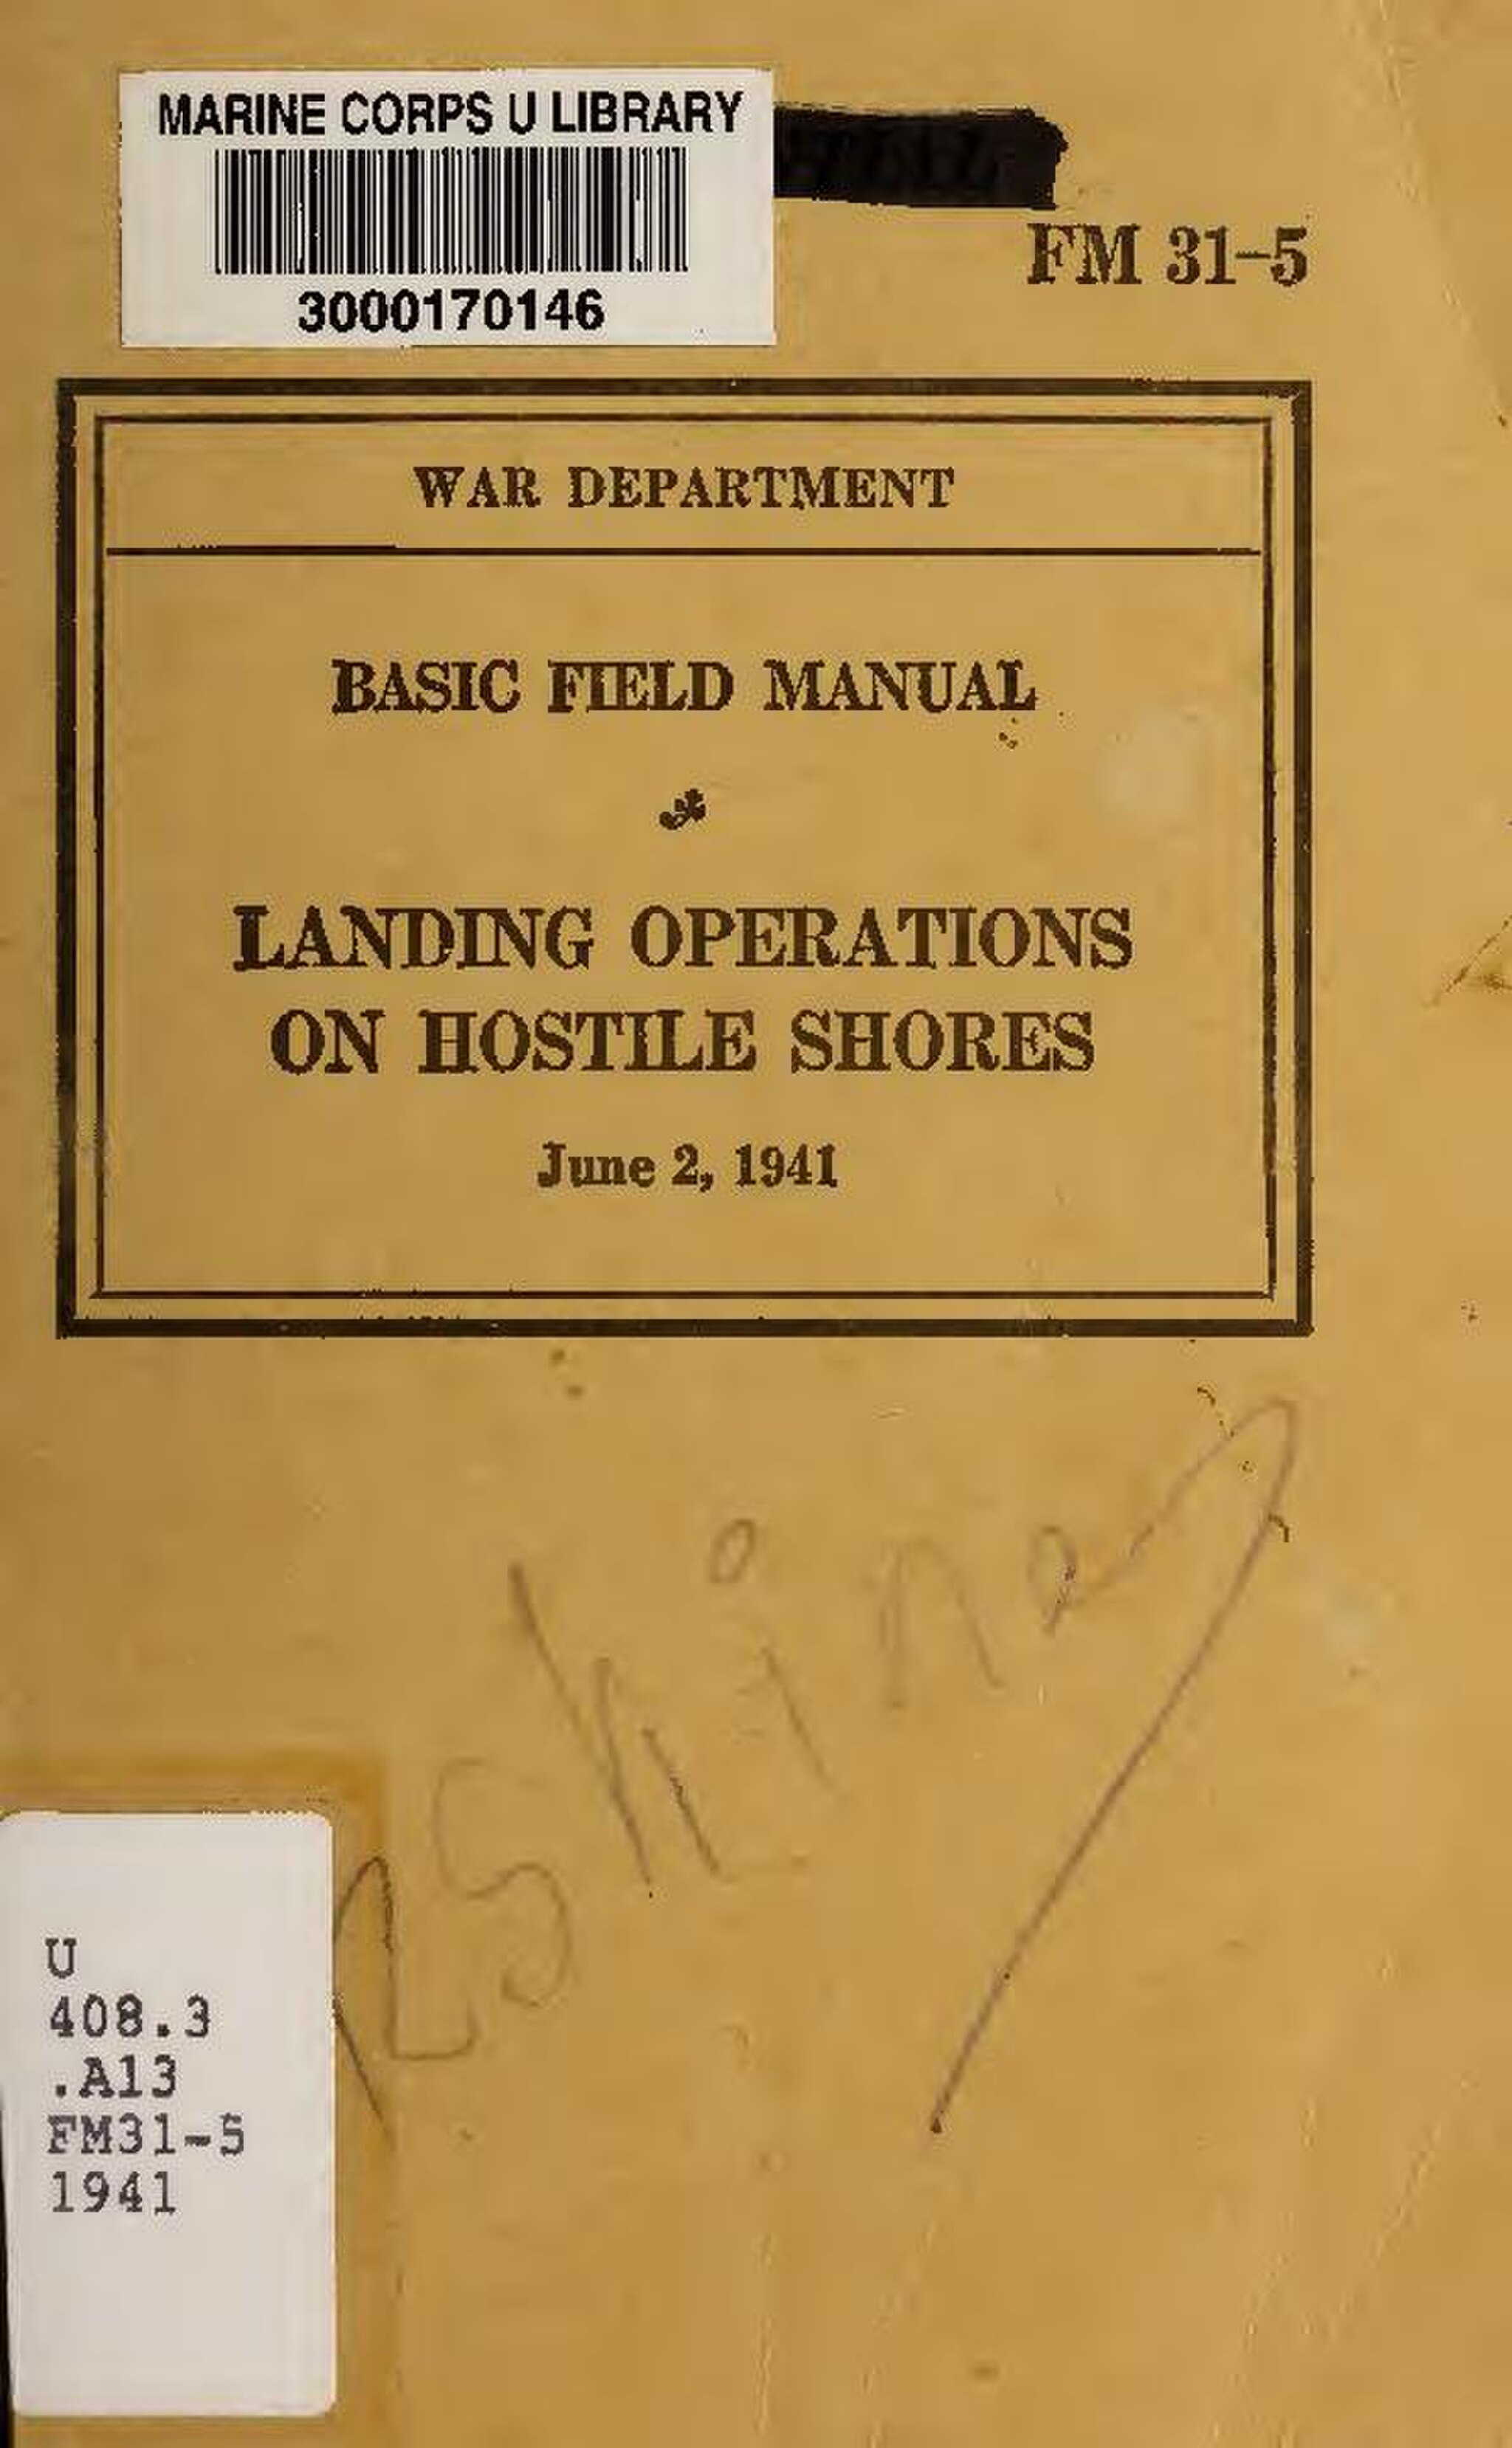 MARINE CORPS U LIBRARY
3000170146
FM 31-5
WAR DEPARTMENT
BASIC FIELD MANUAL
LANDING OPERATIONS
ON HOSTILE SHORES
June 2, 1941
U
408.3
.A13
FM31-5
1941